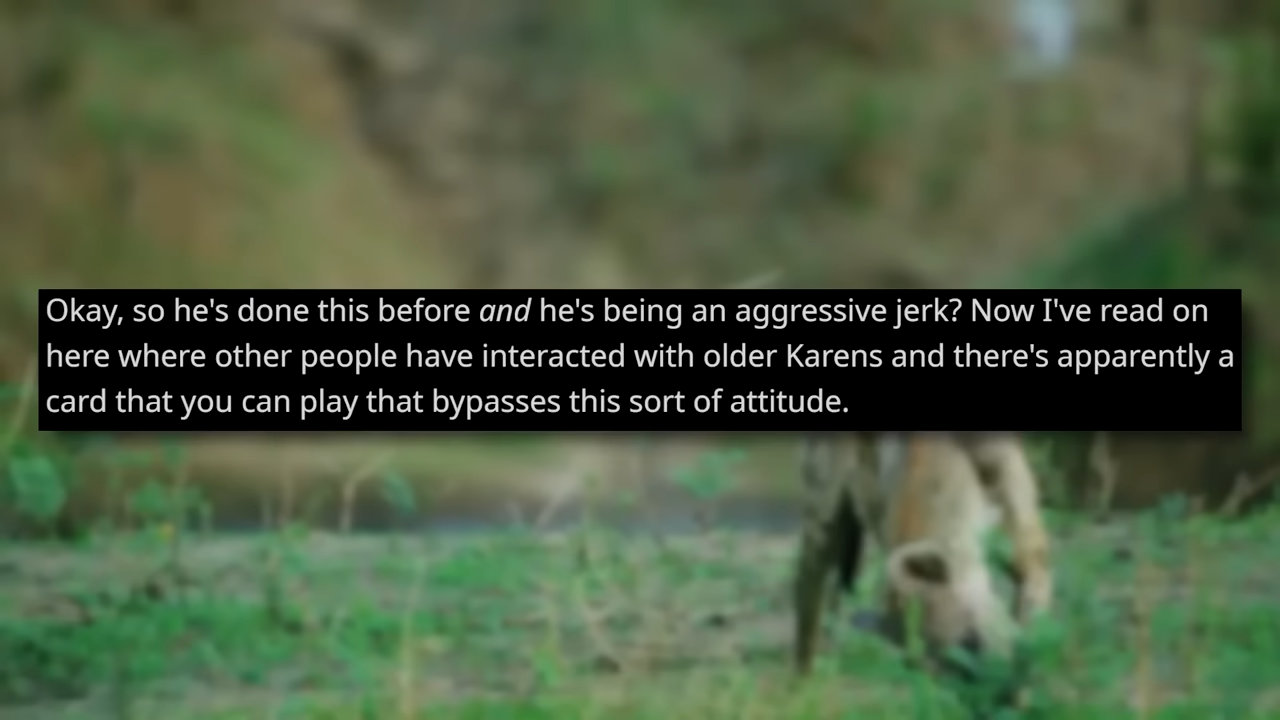 Okay, so he's done this before and he's being an aggressive jerk? Now I've read on
here where other people have interacted with older Karens and there's apparently a
card that you can play that bypasses this sort of attitude.